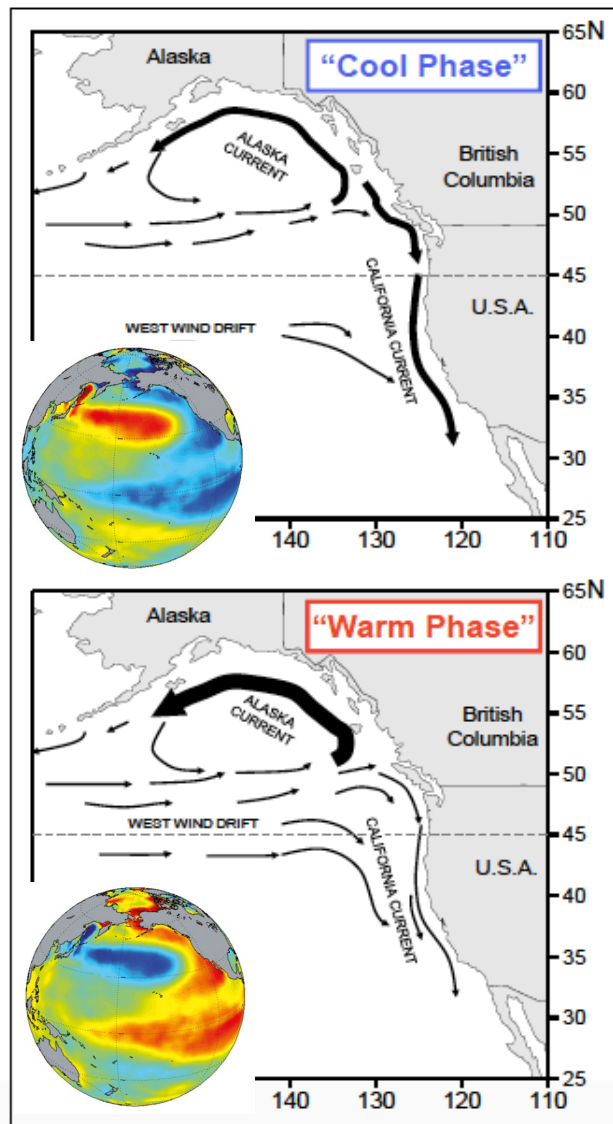 65N
Alaska
“Cool Phase”
60
ALASKA
CURRENT
55
British
Columbia
50
45
CALIFORNIA CURRENT
U.S.A.
WEST WIND DRIFT
40
35
30
25
140
130
120
110
65N
Alaska
“Warm Phase”
60
ALASKA
CURRENT
55
British
Columbia
50
WEST WIND DRIFT
45
CALIFORNIA CURRENT
U.S.A.
40
35
30
25
140
130
120
110